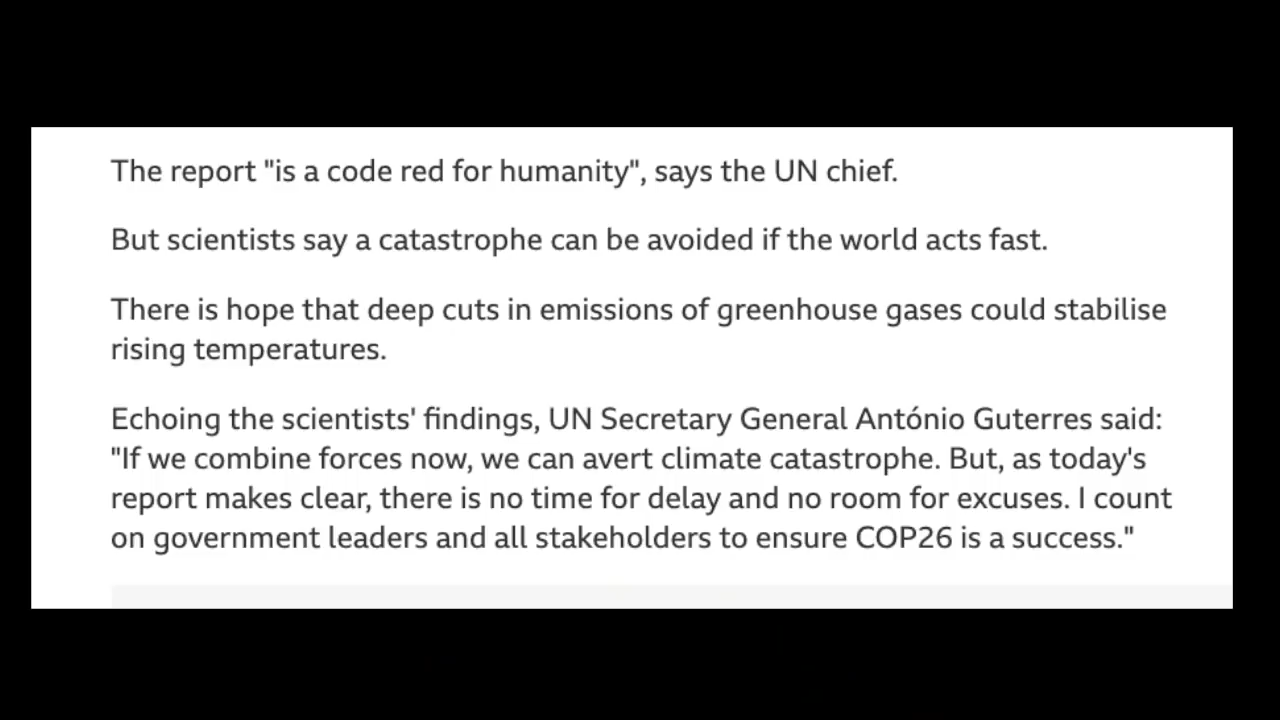 The report "is a code red for humanity", says the UN chief.
But scientists say a catastrophe can be avoided if the world acts fast.
There is hope that deep cuts in emissions of greenhouse gases could stabilise
rising temperatures.
Echoing the scientists' findings, UN Secretary General António Guterres said:
"If we combine forces now, we can avert climate catastrophe. But, as today's
report makes clear, there is no time for delay and no room for excuses. I count
on government leaders and all stakeholders to ensure COP26 is a success."